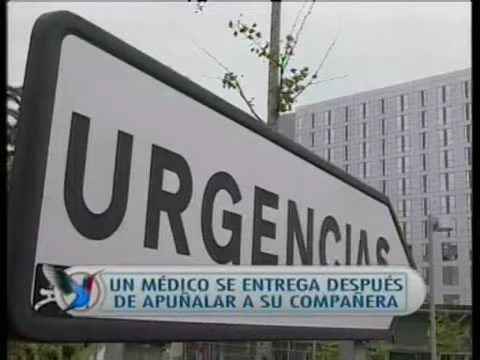 URGENCIAS
UN MÉDICO SE ENTREGA DESPUÉS
DE APUÑALAR A SU COMPAÑERA